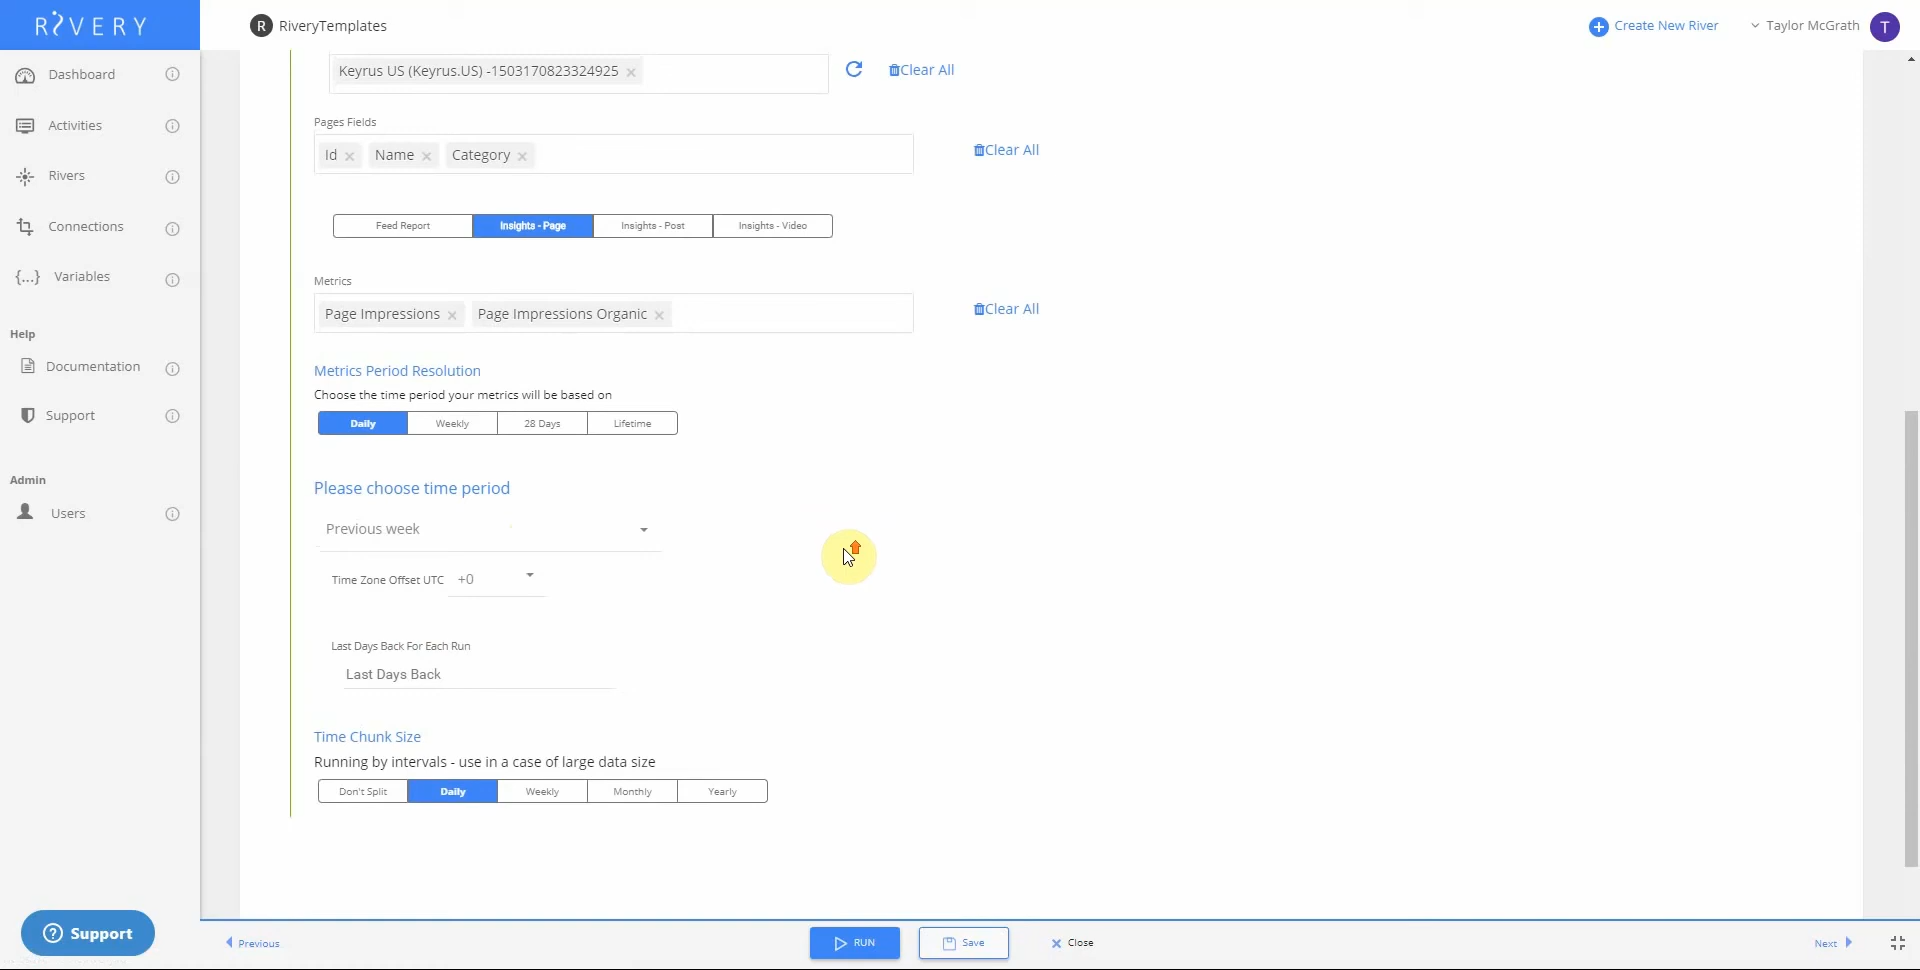 RIVERY
R RiveryTemplates
Create New River
Taylor McGrath
T
Dashboard
Activities
Rivers
Connections
{...} Variables
Help
Documentation
Support
Admin
Users
Support
Keyrus US (Keyrus.US) -1503170823324925
Clear All
Pages Fields
Id Name Category
Clear All
Feed Report Insights - Page Insights - Post Insights - Video
Metrics
Page Impressions Page Impressions Organic
Clear All
Metrics Period Resolution
Choose the time period your metrics will be based on
Daily Weekly 28 Days Lifetime
Please choose time period
Previous week
Time Zone Offset UTC +0
Last Days Back For Each Run
Last Days Back
Time Chunk Size
Running by intervals - use in a case of large data size
Don't Split Daily Weekly Monthly Yearly
Previous
RUN
Save
Close
Next